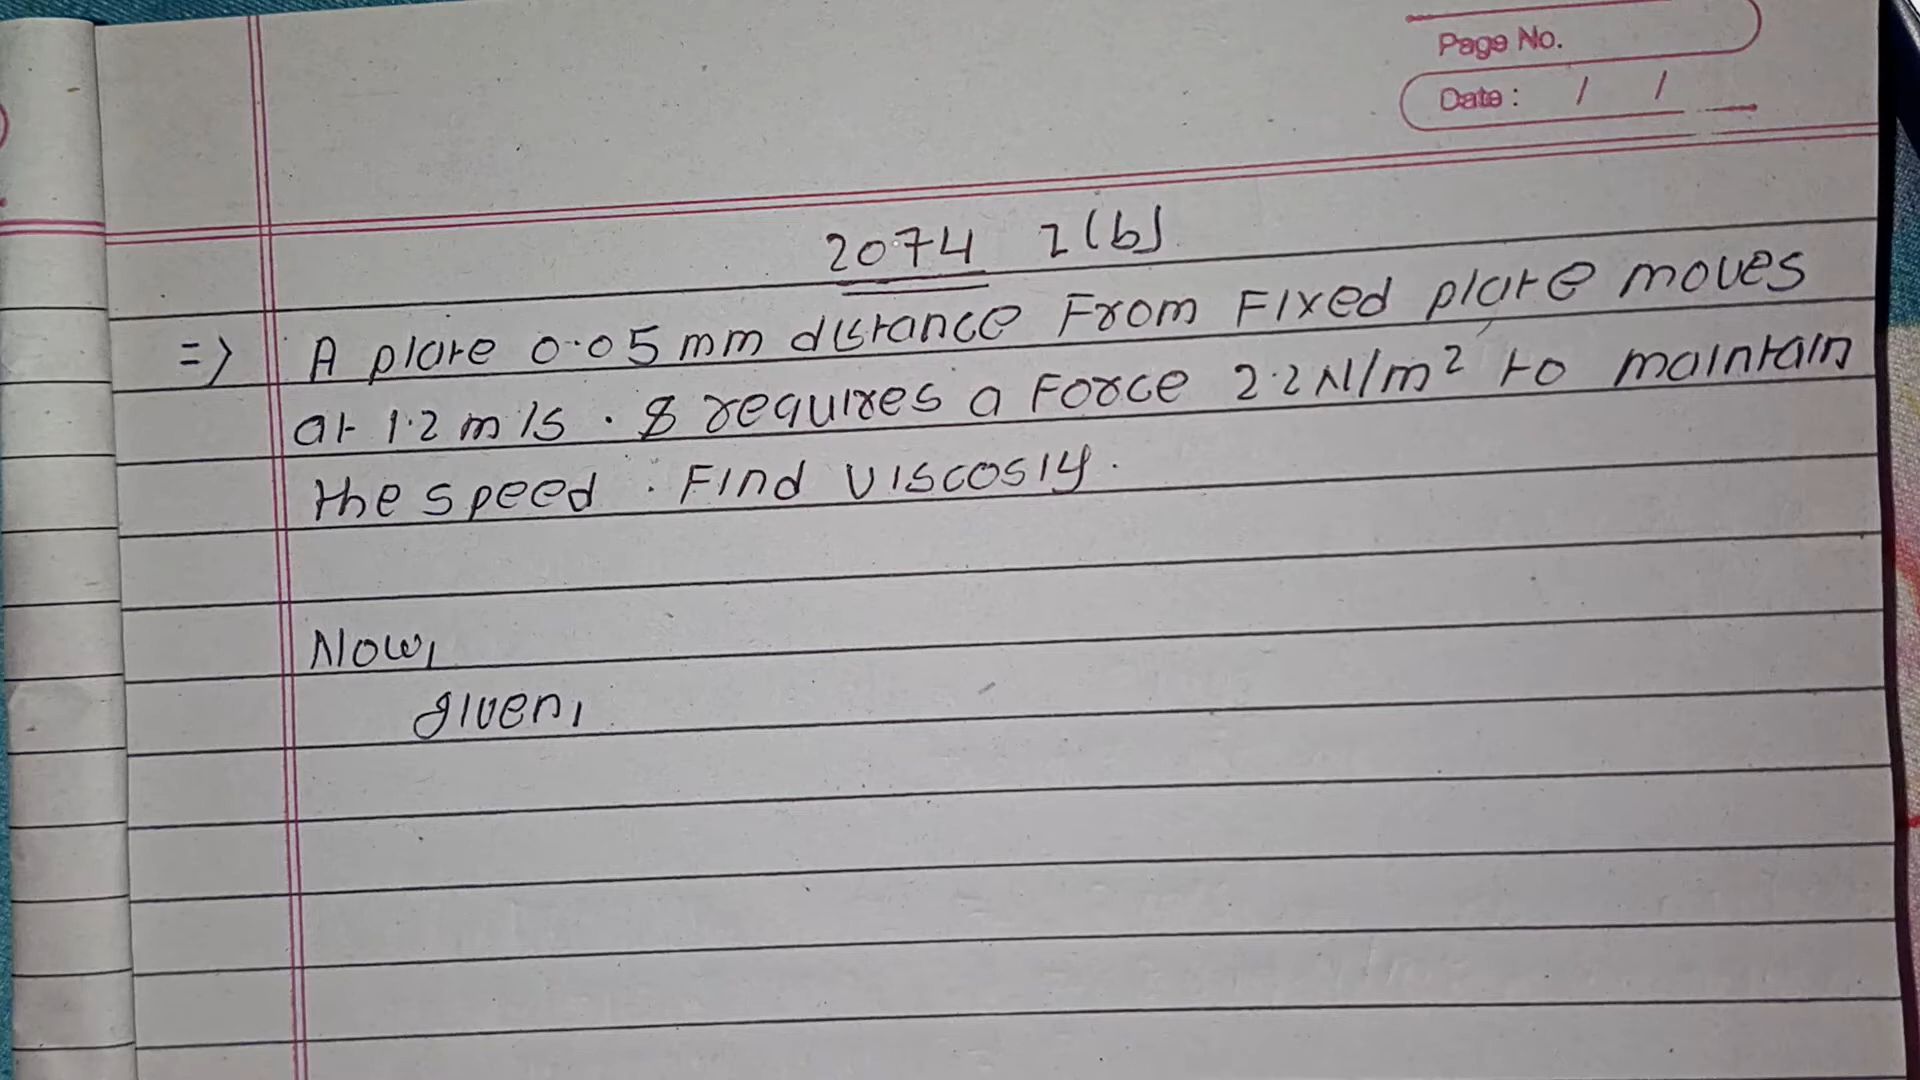 Page No.
Date : / /
2074 2(b)
=> A plate 0.05 mm distance From Fixed plate moves
at 1.2 m/s . & requires a Force 2.2 N/m² to maintain
the speed . Find viscosiy.
Now,
given,